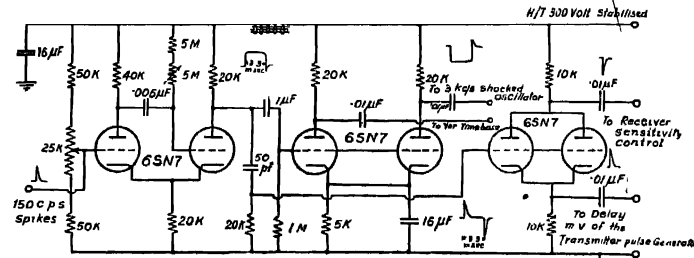 H/T 300 Volt Stabilised
16µF
50K
40K
5M
5M
20K
20K
20K
10K
.01µF
.005µF
1µF
.01µF
.01µF
To 3 kc/s shocked
oscillator
To Yer Timebase
25K
6SN7
50
pf
6SN7
6SN7
To Receiver
Sensitivity
control
150 cps
spikes
50K
20K
20K
1M
5K
16µF
10K
.01µF
To Delay
mv of the
Transmitter pulse Generator